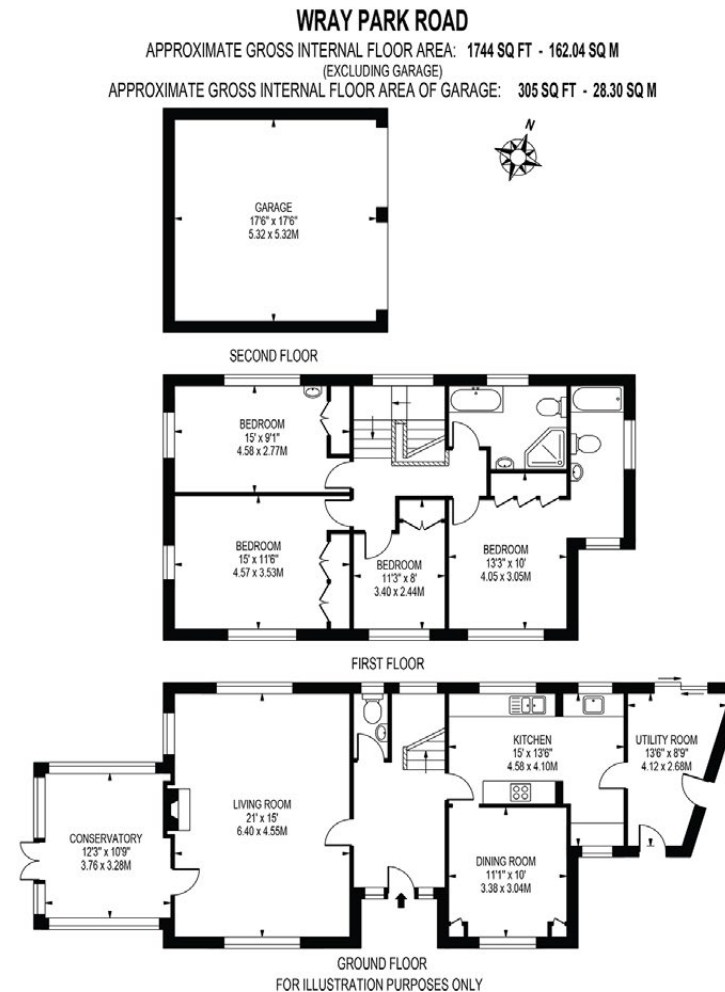 WRAY PARK ROAD
APPROXIMATE GROSS INTERNAL FLOOR AREA: 1744 SQ FT - 162.04 SQ M
(EXCLUDING GARAGE)
APPROXIMATE GROSS INTERNAL FLOOR AREA OF GARAGE: 305 SQ FT - 28.30 SQ M
N
GARAGE
17'6" x 17'6"
5.32 x 5.32M
SECOND FLOOR
BEDROOM
15' x 9'1"
4.58 x 2.77M
BEDROOM
15' x 11'6"
4.57 x 3.53M
BEDROOM
11'3" x 8'
3.40 x 2.44M
BEDROOM
13'3" x 10'
4.05 x 3.05M
FIRST FLOOR
KITCHEN
15' x 13'6"
4.58 x 4.10M
UTILITY ROOM
13'6" x 8'9"
4.12 x 2.68M
LIVING ROOM
21' x 15'
6.40 x 4.55M
CONSERVATORY
12'3" x 10'9"
3.76 x 3.28M
DINING ROOM
11'1" x 10'
3.38 x 3.04M
GROUND FLOOR
FOR ILLUSTRATION PURPOSES ONLY